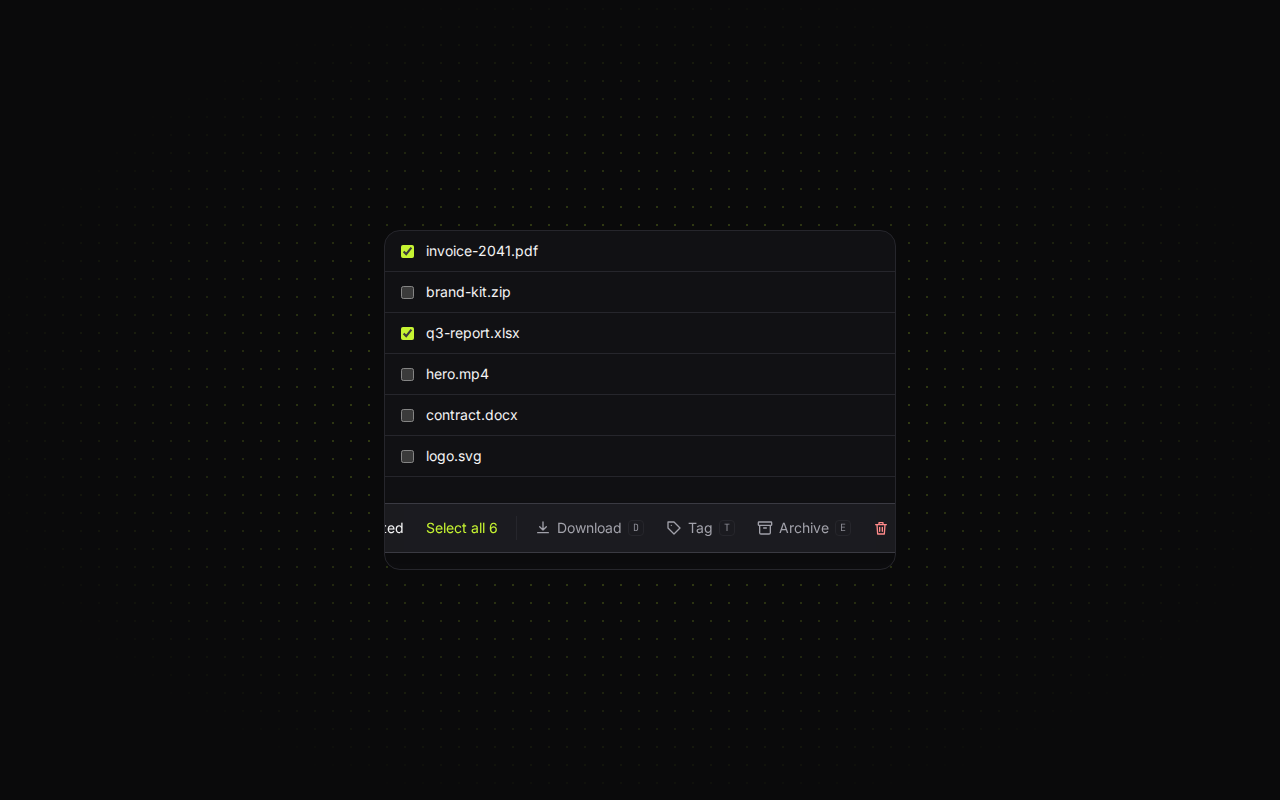 invoice-2041.pdf
brand-kit.zip
q3-report.xlsx
hero.mp4
contract.docx
logo.svg
Select all 6 Download D Tag T Archive E